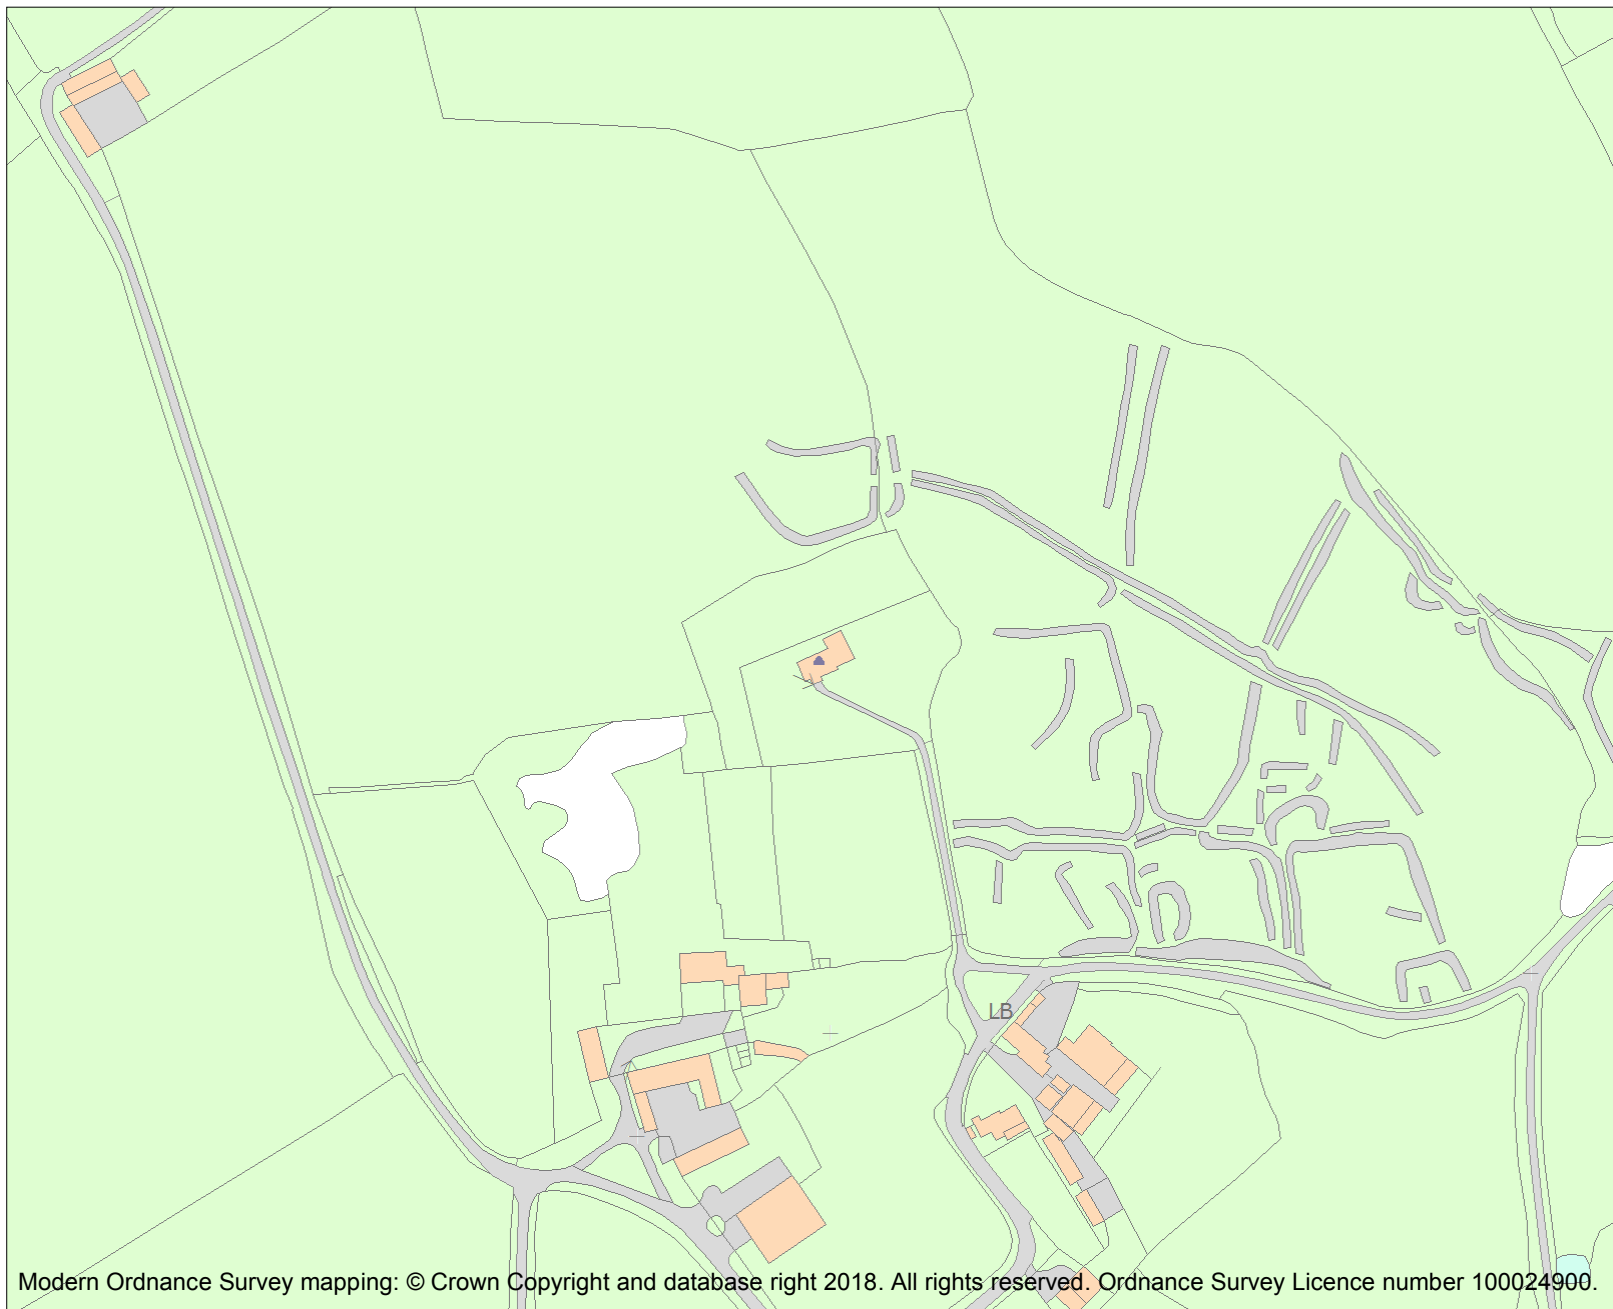 LB
Modern Ordnance Survey mapping: © Crown Copyright and database right 2018. All rights reserved. Ordnance Survey Licence number 100024900.